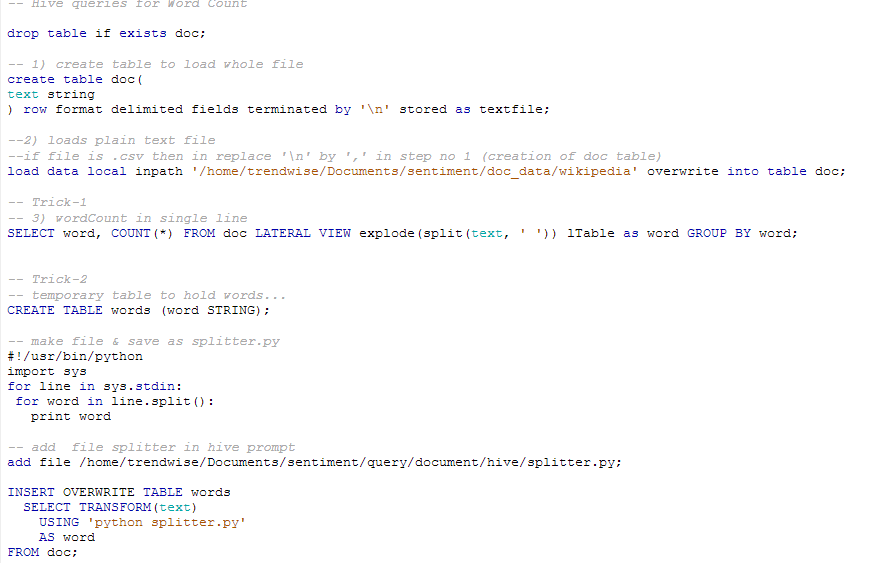 -- Hive queries for Word Count
drop table if exists doc;
-- 1) create table to load whole file
create table doc(
text string
) row format delimited fields terminated by '\n' stored as textfile;
--2) loads plain text file
--if file is .csv then in replace '\n' by ',' in step no 1 (creation of doc table)
load data local inpath '/home/trendwise/Documents/sentiment/doc_data/wikipedia' overwrite into table doc;
-- Trick-1
-- 3) wordCount in single line
SELECT word, COUNT(*) FROM doc LATERAL VIEW explode(split(text, ' ')) lTable as word GROUP BY word;
-- Trick-2
-- temporary table to hold words...
CREATE TABLE words (word STRING);
-- make file & save as splitter.py
#!/usr/bin/python
import sys
for line in sys.stdin:
 for word in line.split():
   print word
-- add  file splitter in hive prompt
add file /home/trendwise/Documents/sentiment/query/document/hive/splitter.py;
INSERT OVERWRITE TABLE words
  SELECT TRANSFORM(text)
    USING 'python splitter.py'
    AS word
FROM doc;